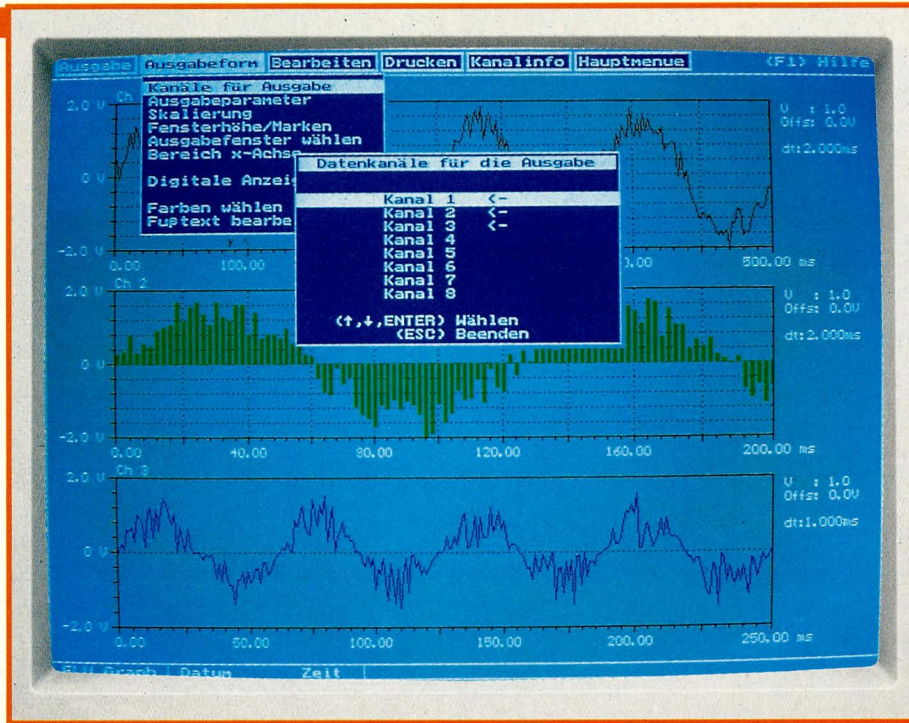 Ausgabe Ausgabeform Bearbeiten Drucken Kanalinfo Hauptmenue (F1) Hilfe
Kanäle für Ausgabe
Ausgabeparameter
Skalierung
Fensterhöhe/Marken
Ausgabefenster wählen
Bereich x-Achse
Digitale Anzei
Farben wählen
Fußtext bearbe
Datenkanäle für die Ausgabe
Kanal 1 <-
Kanal 2 <-
Kanal 3 <-
Kanal 4
Kanal 5
Kanal 6
Kanal 7
Kanal 8
(↑,↓,ENTER) Wählen
(ESC) Beenden
2.0 V Ch
V : 1.0
Offs: 0.0V
dt:2.000ms
0 V
-2.0 V
0.00 100.00 500.00 ms
2.0 V Ch 2
V : 1.0
Offs: 0.0V
dt:2.000ms
0 V
-2.0 V
0.00 40.00 80.00 120.00 160.00 200.00 ms
2.0 V Ch 3
V : 1.0
Offs: 0.0V
dt:1.000ms
0 V
-2.0 V
0.00 50.00 100.00 150.00 200.00 250.00 ms
Graph Datum Zeit